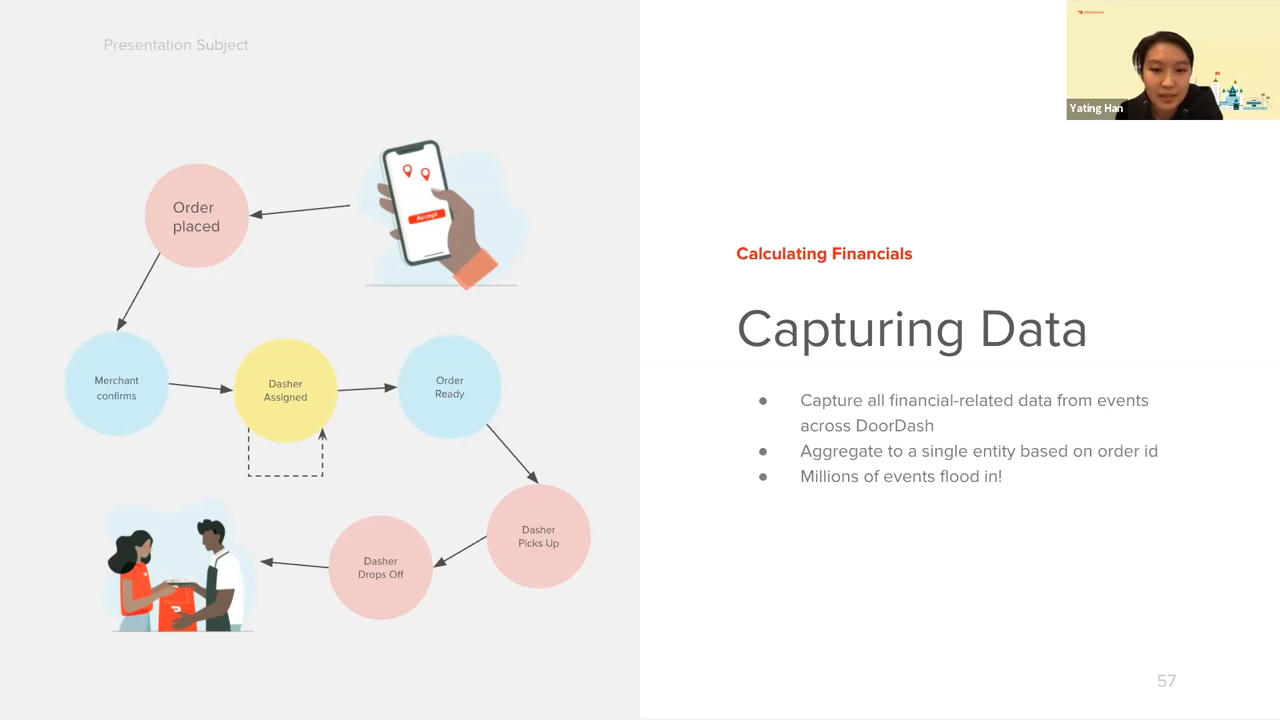 Presentation Subject
Accept
Order
placed
Merchant
confirms
Dasher
Assigned
Order
Ready
Dasher
Picks Up
Dasher
Drops Off
Yating Han
Calculating Financials
Capturing Data
● Capture all financial-related data from events
across DoorDash
● Aggregate to a single entity based on order id
● Millions of events flood in!
57